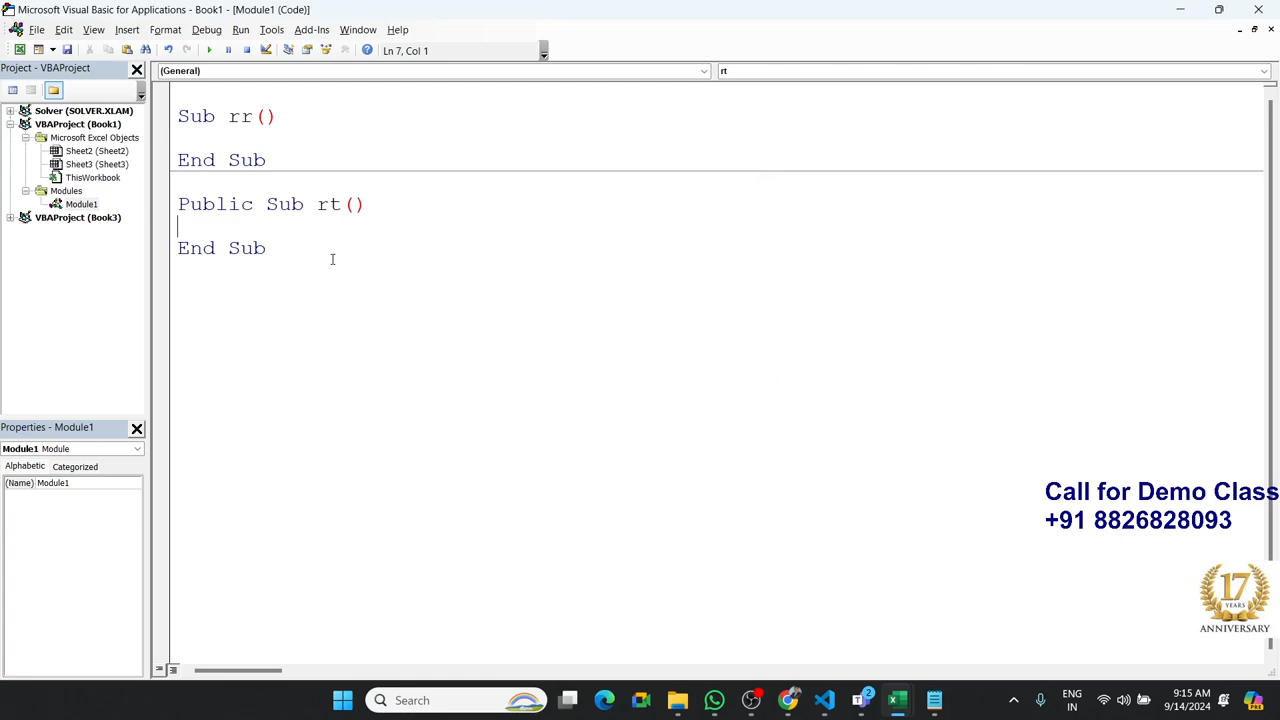 Microsoft Visual Basic for Applications - Book1 - [Module1 (Code)]
File Edit View Insert Format Debug Run Tools Add-Ins Window Help
Ln 7, Col 1
Project - VBAProject
(General)
rt
Solver (SOLVER.XLAM)
VBAProject (Book1)
Microsoft Excel Objects
Sheet2 (Sheet2)
Sheet3 (Sheet3)
ThisWorkbook
Modules
Module1
VBAProject (Book3)
Sub rr()
End Sub
Public Sub rt()
End Sub
Properties - Module1
Module1 Module
Alphabetic Categorized
(Name) Module1
Call for Demo Class
+91 8826828093
17
YEARS
ANNIVERSARY
Search
2
ENG
IN
9:15 AM
9/14/2024